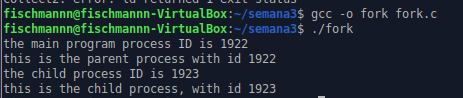 collect2: error: ld returned 1 exit status
fischmannn@fischmannn-VirtualBox:~/semana3$ gcc -o fork fork.c
fischmannn@fischmannn-VirtualBox:~/semana3$ ./fork
the main program process ID is 1922
this is the parent process with id 1922
the child process ID is 1923
this is the child process, with id 1923